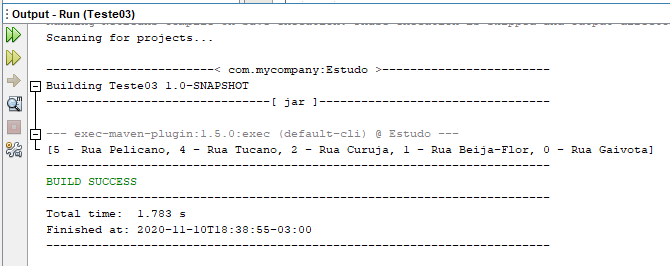 Output - Run (Teste03)
Scanning for projects...
-----------------------< com.mycompany:Estudo >------------------------
Building Teste03 1.0-SNAPSHOT
--------------------------------[ jar ]---------------------------------
--- exec-maven-plugin:1.5.0:exec (default-cli) @ Estudo ---
[5 - Rua Pelicano, 4 - Rua Tucano, 2 - Rua Curuja, 1 - Rua Beija-Flor, 0 - Rua Gaivota]
------------------------------------------------------------------------
BUILD SUCCESS
------------------------------------------------------------------------
Total time:  1.783 s
Finished at: 2020-11-10T18:38:55-03:00
------------------------------------------------------------------------